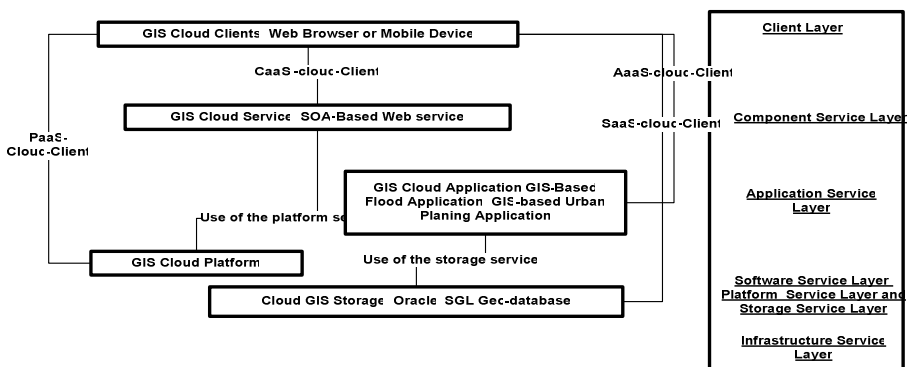 GIS Cloud Clients Web Browser or Mobile Device
Client Layer
CaaS-cloud-Client
AaaS-cloud-Client
GIS Cloud Service SOA-Based Web service
Component Service Layer
SaaS-cloud-Client
PaaS-
Cloud-Client
GIS Cloud Application GIS-Based
Flood Application GIS-based Urban
Planing Application
Application Service
Layer
Use of the platform se
Use of the storage service
GIS Cloud Platform
Software Service Layer
Platform Service Layer and
Storage Service Layer
Cloud GIS Storage Oracle SGL Geo-database
Infrastructure Service
Layer